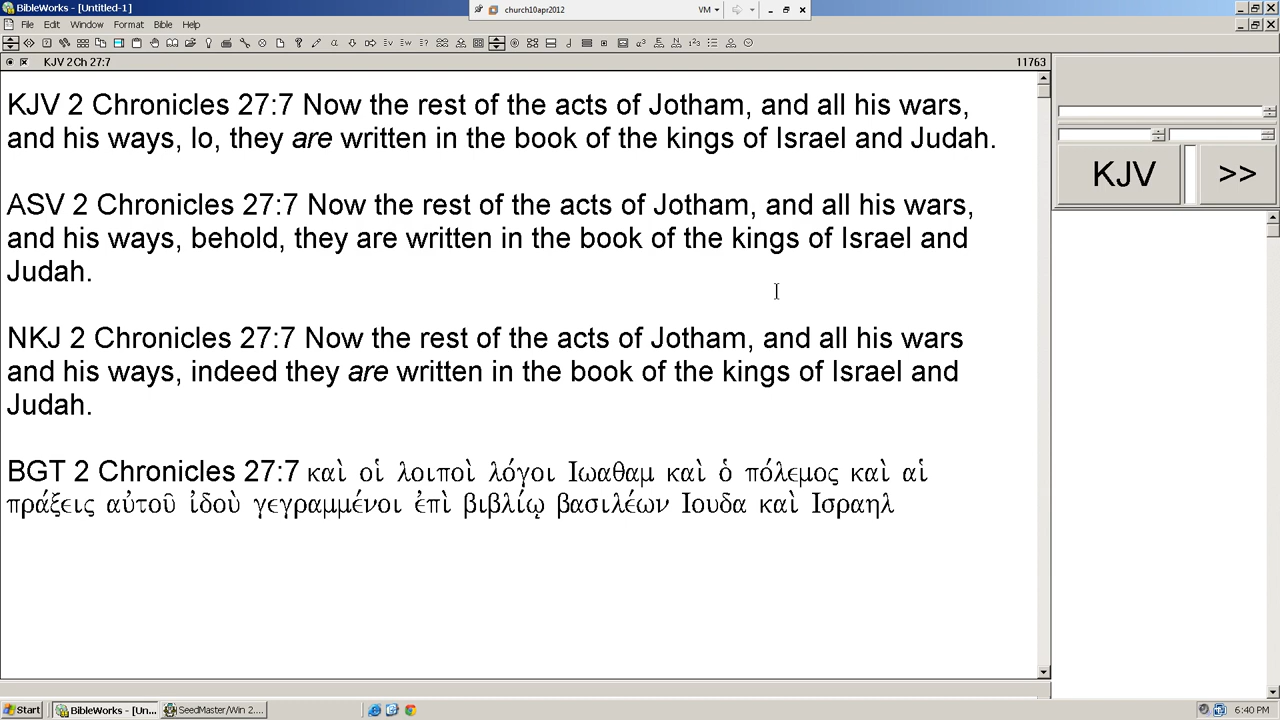 BibleWorks - [Untitled-1]
church10apr2012
VM
File Edit Window Format Bible Help
KJV 2Ch 27:7
11763
KJV 2 Chronicles 27:7 Now the rest of the acts of Jotham, and all his wars,
and his ways, lo, they are written in the book of the kings of Israel and Judah.
ASV 2 Chronicles 27:7 Now the rest of the acts of Jotham, and all his wars,
and his ways, behold, they are written in the book of the kings of Israel and
Judah.
NKJ 2 Chronicles 27:7 Now the rest of the acts of Jotham, and all his wars
and his ways, indeed they are written in the book of the kings of Israel and
Judah.
BGT 2 Chronicles 27:7 καὶ οἱ λοιποὶ λόγοι Ιωαθαμ καὶ ὁ πόλεμος καὶ αἱ
πράξεις αὐτοῦ ἰδοὺ γεγραμμένοι ἐπὶ βιβλίῳ βασιλέων Ιουδα καὶ Ισραηλ
KJV
>>
Start
BibleWorks - [Un...
SeedMaster/Win 2....
6:40 PM